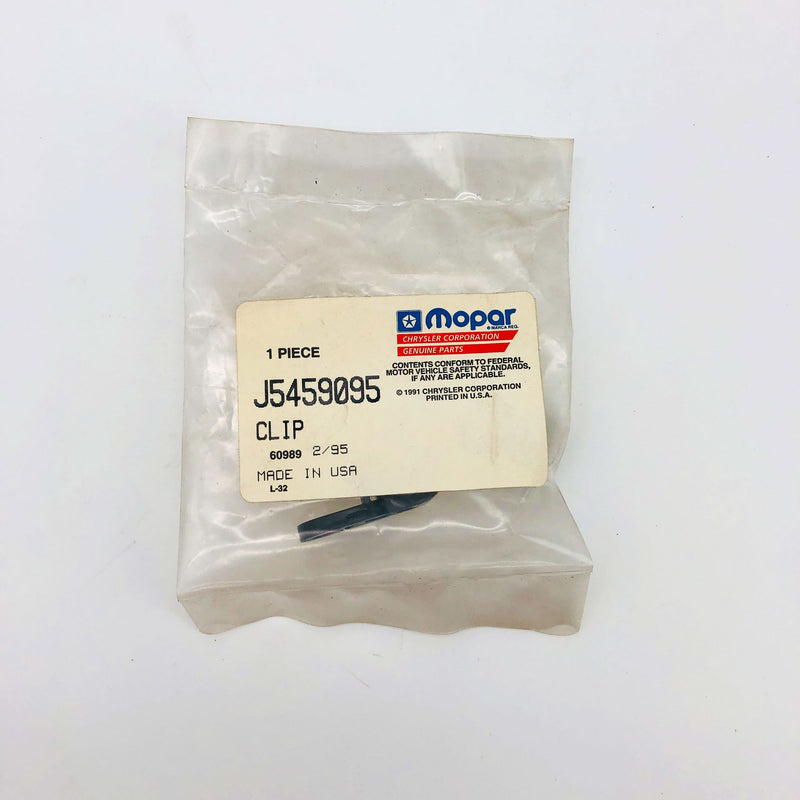 Mopar
® MARCA REG.
CHRYSLER CORPORATION
GENUINE PARTS
1 PIECE
CONTENTS CONFORM TO FEDERAL
MOTOR VEHICLE SAFETY STANDARDS,
IF ANY ARE APPLICABLE.
J5459095
© 1991 CHRYSLER CORPORATION
PRINTED IN U.S.A.
CLIP
60989 2/95
MADE IN USA
L-32